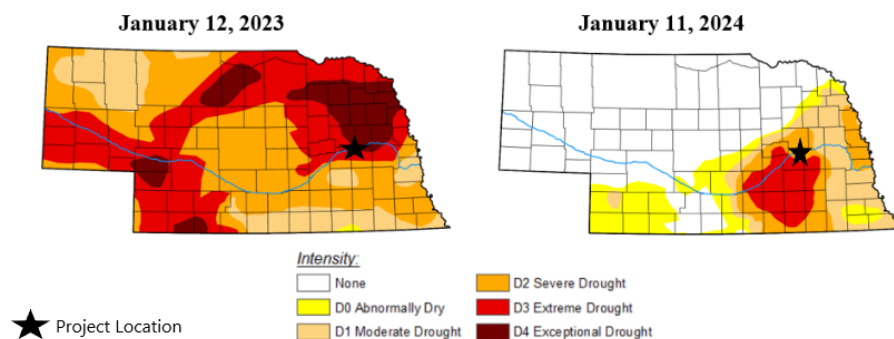 January 12, 2023
January 11, 2024
Intensity:
None
D0 Abnormally Dry
D1 Moderate Drought
D2 Severe Drought
D3 Extreme Drought
D4 Exceptional Drought
Project Location